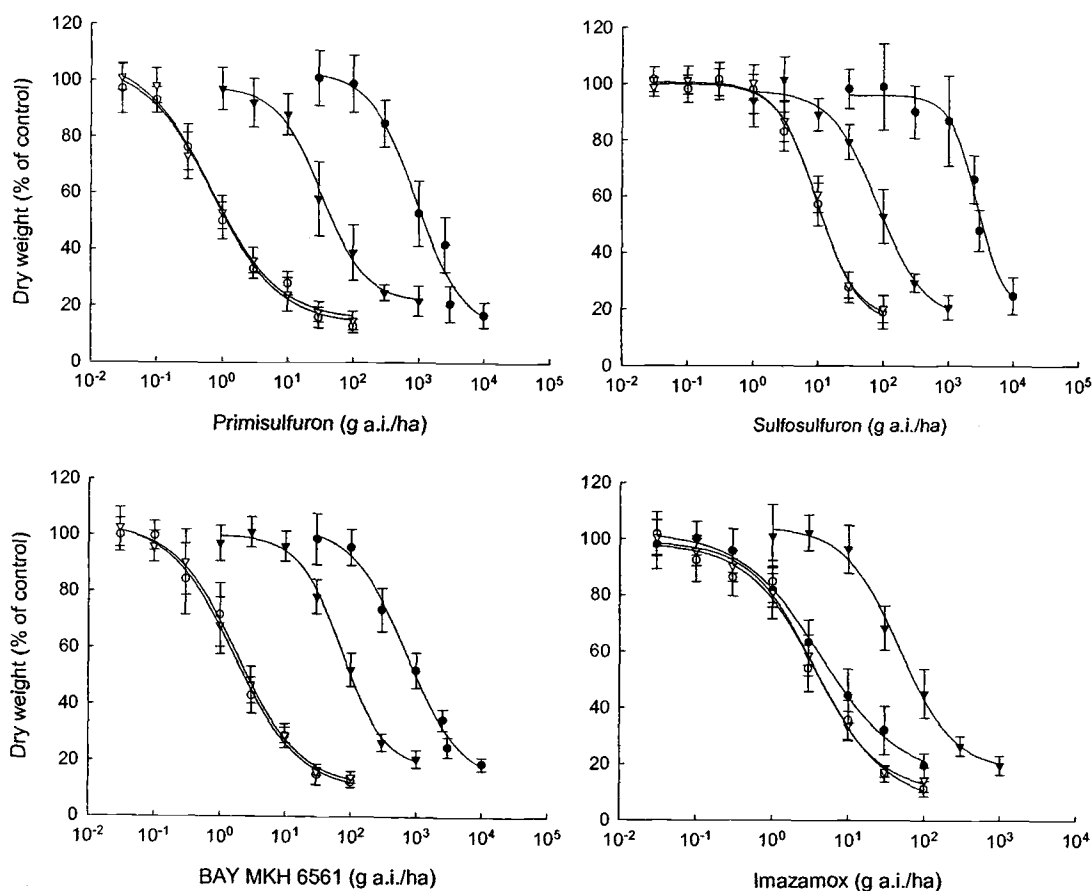 120
100
80
60
40
20
0
Dry weight (% of control)
10-2 10-1 100 101 102 103 104 105
Primisulfuron (g a.i./ha)
120
100
80
60
40
20
0
10-2 10-1 100 101 102 103 104 105
Sulfosulfuron (g a.i./ha)
120
100
80
60
40
20
0
Dry weight (% of control)
10-2 10-1 100 101 102 103 104 105
BAY MKH 6561 (g a.i./ha)
120
100
80
60
40
20
0
10-2 10-1 100 101 102 103 104
Imazamox (g a.i./ha)